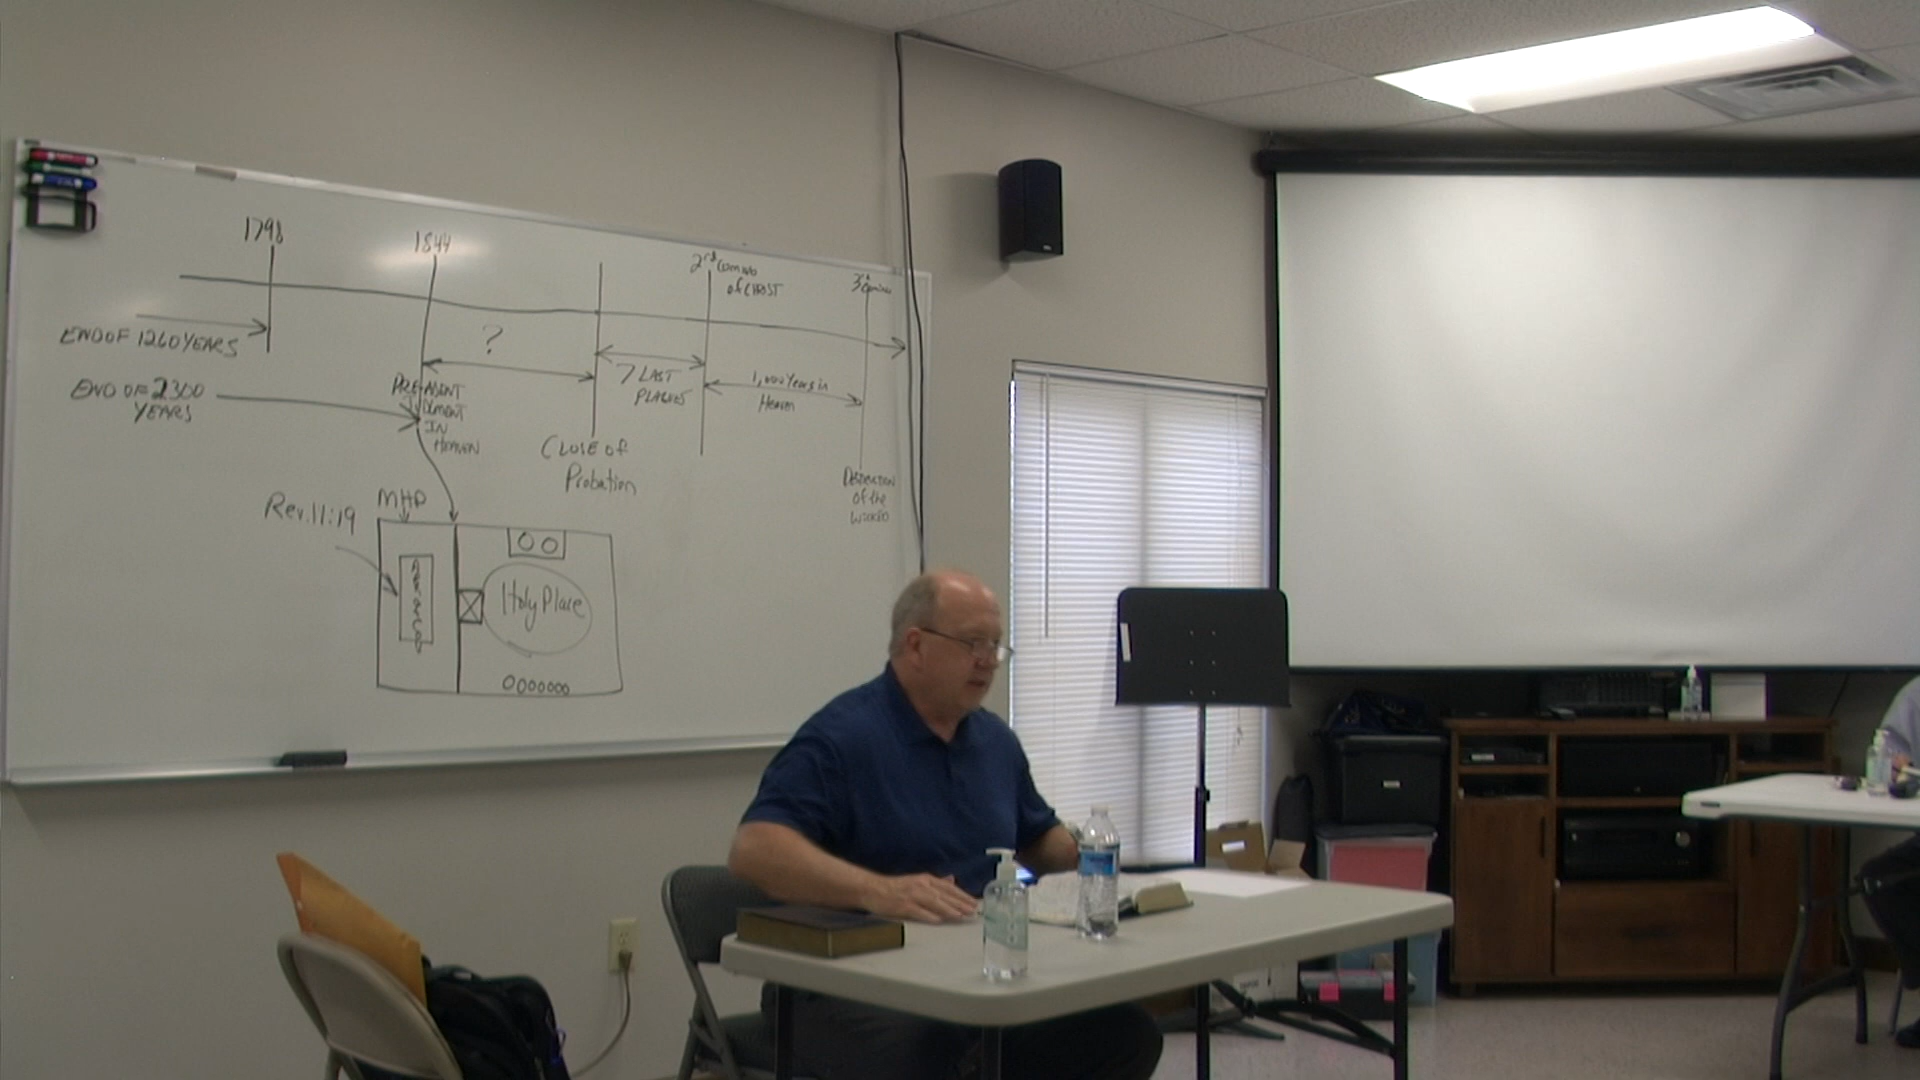 1798
1844
2nd Coming
of CHRIST
3rd Coming
END OF 1260 YEARS
?
7 LAST
PLAGUES
1,000 Years in
Heaven
END OF 2300
YEARS
PRE-ADVENT
JUDGMENT
IN
HEAVEN
CLOSE of
Probation
Destruction
of the
WICKED
Rev. 11:19
MHP
Holy Place